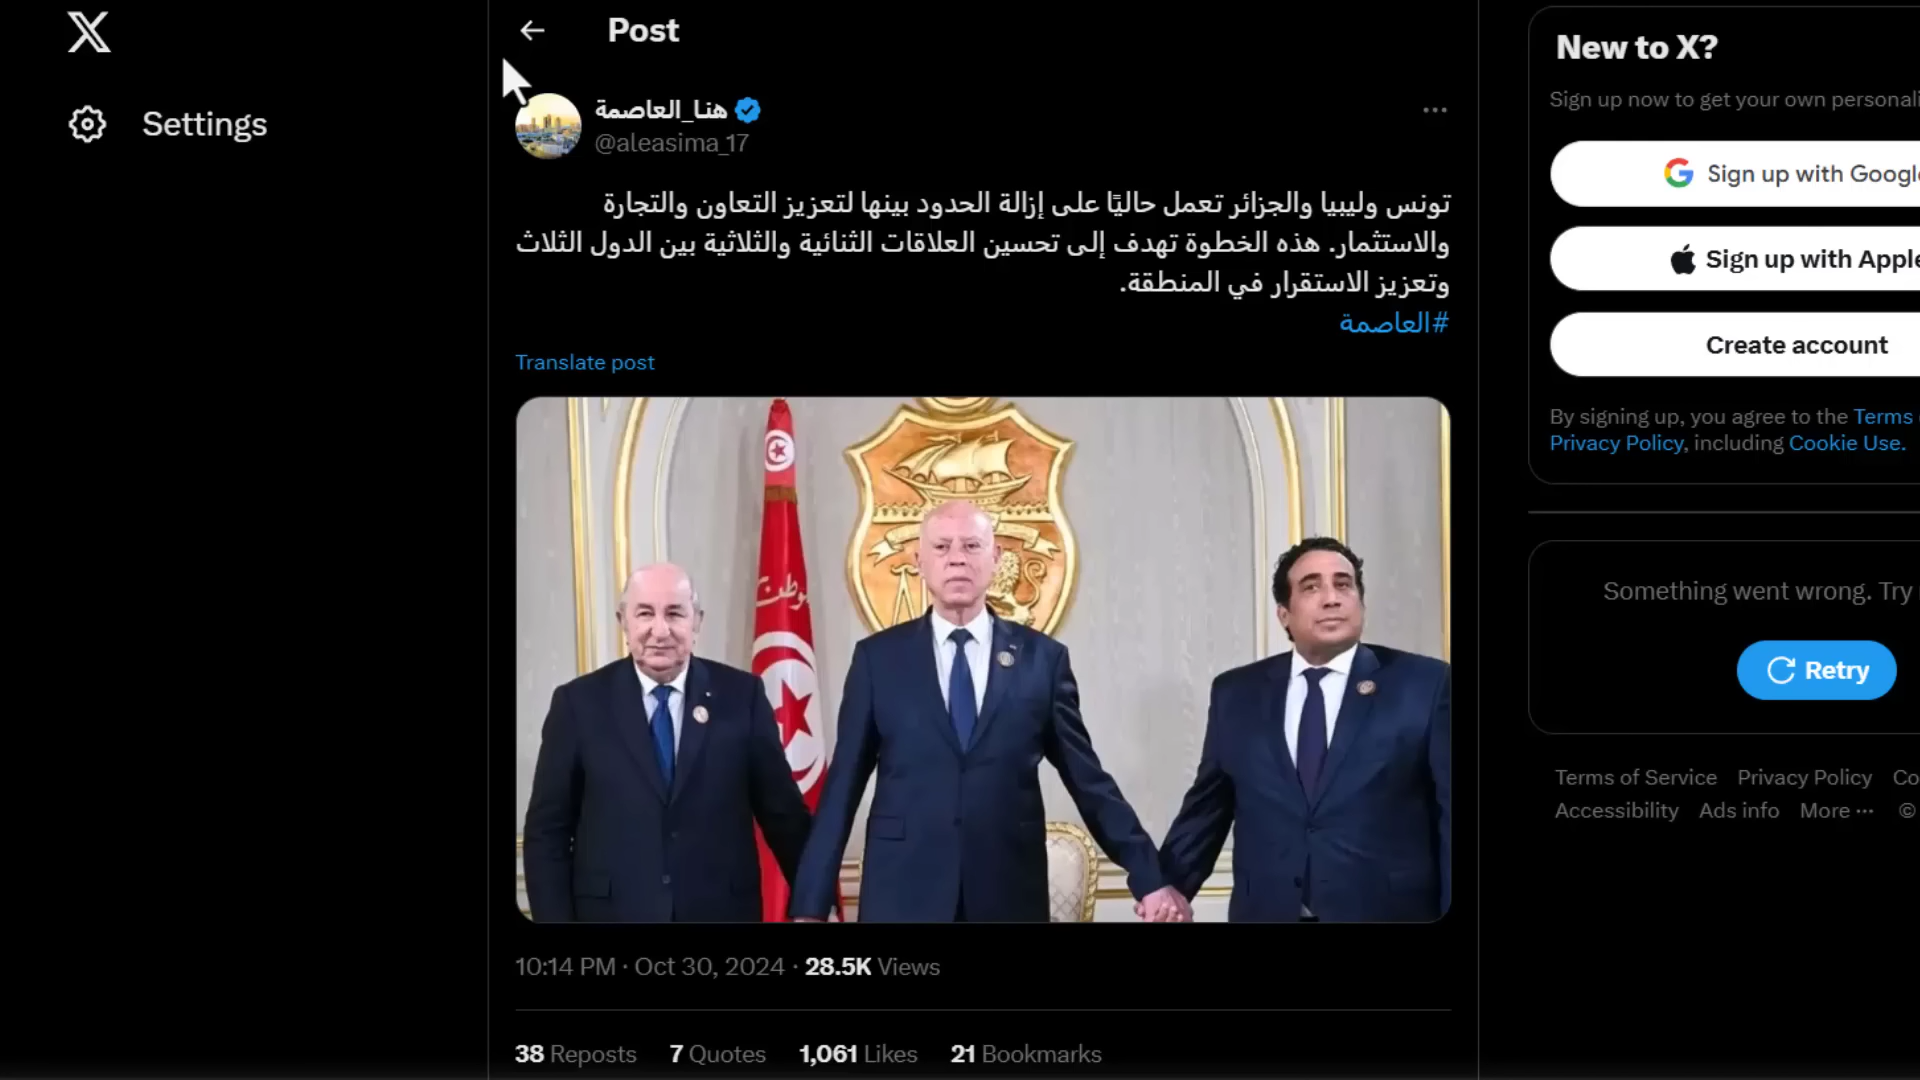 Settings
Post
هنا_العاصمة
@aleasima_17
تونس وليبيا والجزائر تعمل حاليًا على إزالة الحدود بينها لتعزيز التعاون والتجارة
والاستثمار. هذه الخطوة تهدف إلى تحسين العلاقات الثنائية والثلاثية بين الدول الثلاث
وتعزيز الاستقرار في المنطقة.
#العاصمة
Translate post
10:14 PM · Oct 30, 2024 · 28.5K Views
38 Reposts 7 Quotes 1,061 Likes 21 Bookmarks
New to X?
Sign up now to get your own personali
Sign up with Google
Sign up with Apple
Create account
By signing up, you agree to the Terms
Privacy Policy, including Cookie Use.
Something went wrong. Try
Retry
Terms of Service Privacy Policy Co
Accessibility Ads info More ··· ©